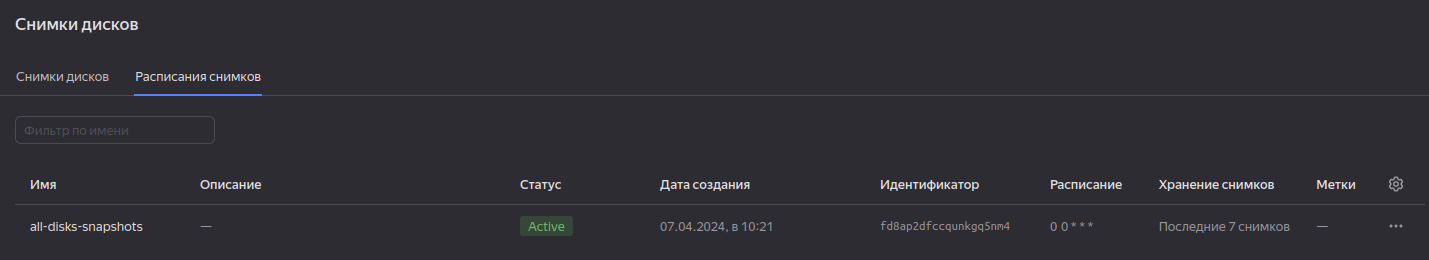 Снимки дисков
Снимки дисков Расписания снимков
Фильтр по имени
Имя Описание Статус Дата создания Идентификатор Расписание Хранение снимков Метки
all-disks-snapshots — Active 07.04.2024, в 10:21 fd8ap2dfccqunkgq5nm4 0 0 * * * Последние 7 снимков —